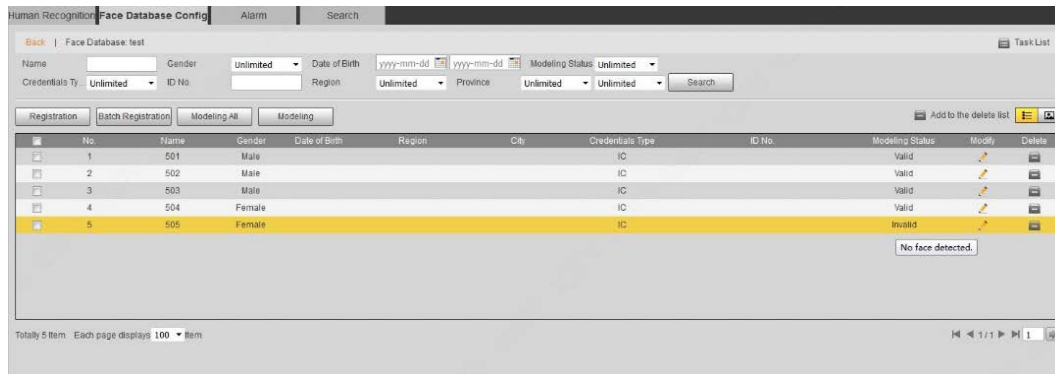 Human Recognition Face Database Config Alarm Search
Back | Face Database: test Task List
Name Gender Unlimited Date of Birth yyyy-mm-dd yyyy-mm-dd Modeling Status Unlimited
Credentials Ty... Unlimited ID No. Region Unlimited Province Unlimited Unlimited Search
Registration Batch Registration Modeling All Modeling Add to the delete list
No. Name Gender Date of Birth Region City Credentials Type ID No. Modeling Status Modify Delete
1 501 Male IC Valid
2 502 Male IC Valid
3 503 Male IC Valid
4 504 Female IC Valid
5 505 Female IC Invalid
No face detected.
Totally 5 Item Each page displays 100 Item 1/1 1